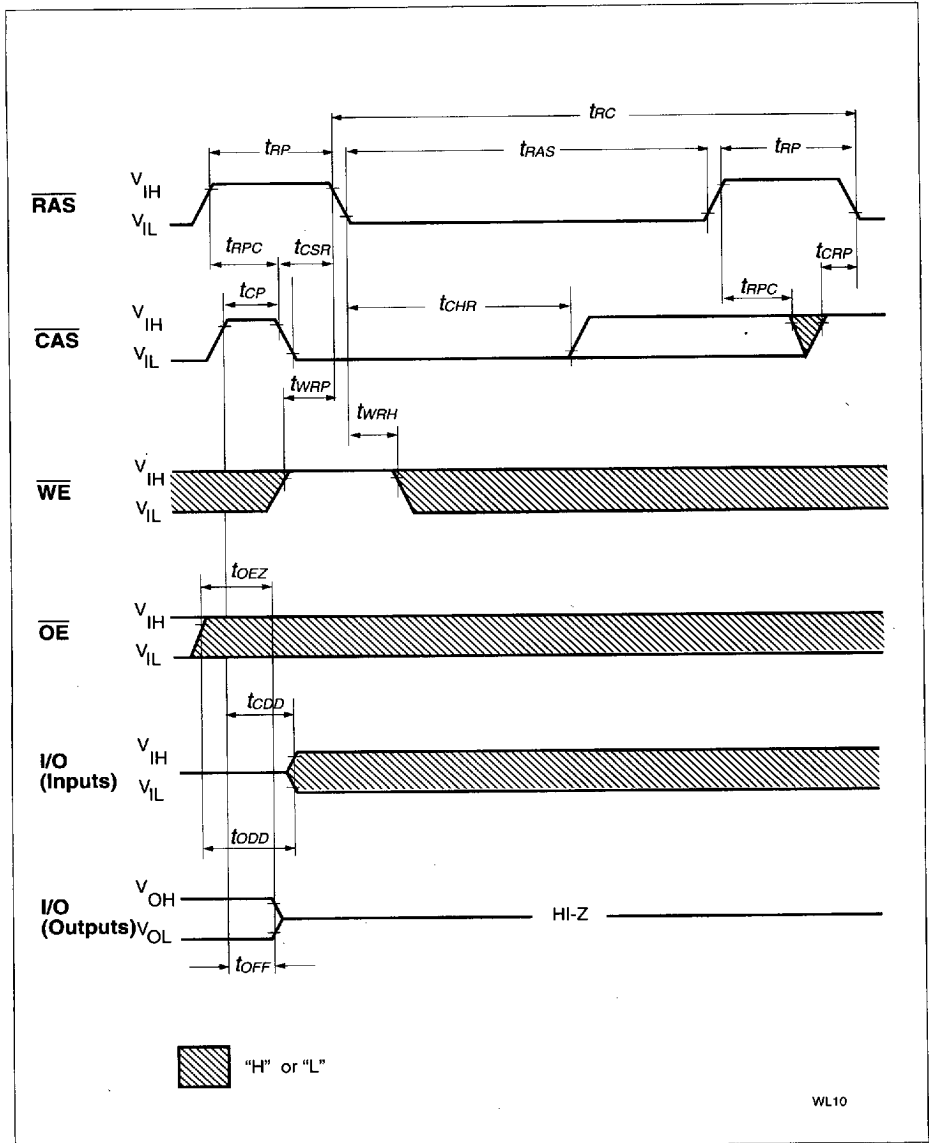 tRC
tRP
tRAS
tRP
RAS
VIH
VIL
tRPC
tCSR
tCRP
tCP
tCHR
tRPC
CAS
VIH
VIL
tWRP
tWRH
WE
VIH
VIL
tOEZ
OE
VIH
VIL
tCDD
I/O
(Inputs)
VIH
VIL
tODD
I/O
(Outputs)
VOH
VOL
HI-Z
tOFF
"H" or "L"
WL10